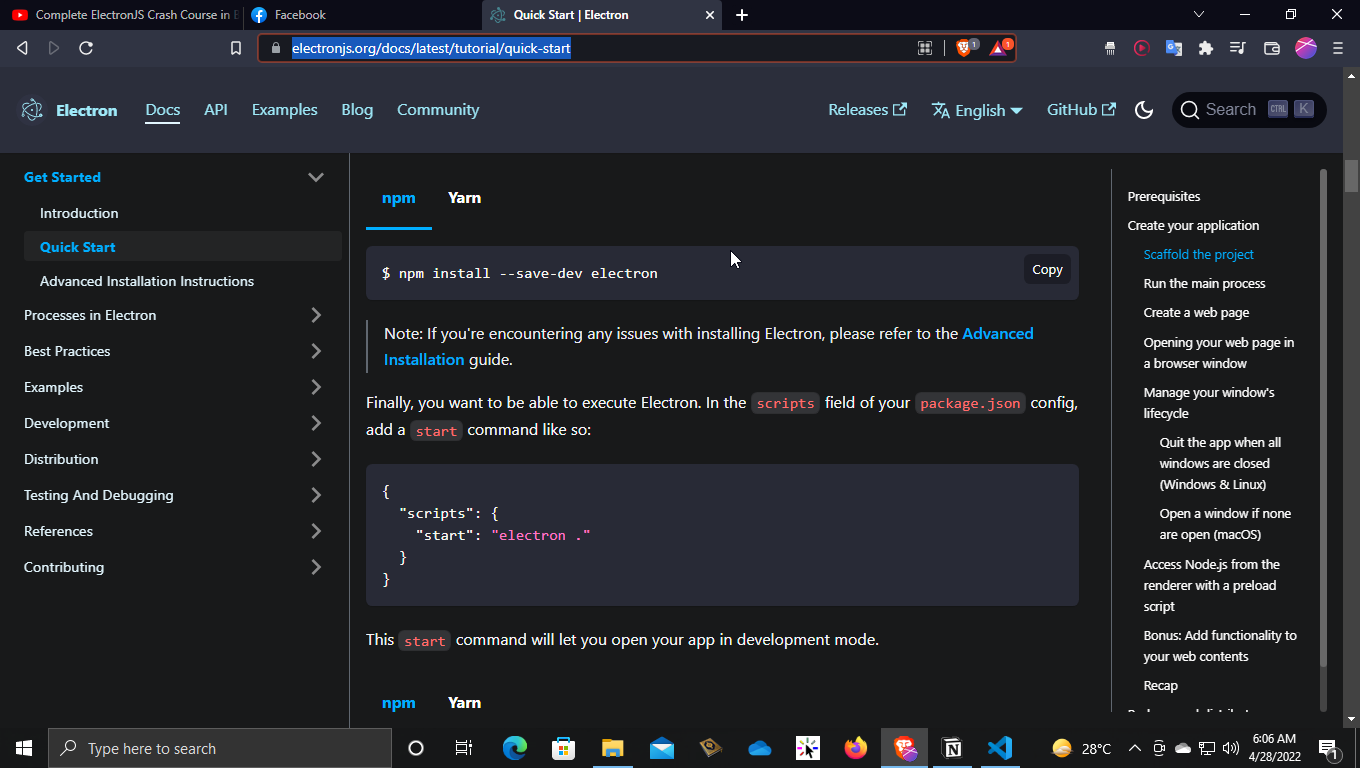 Complete ElectronJS Crash Course in
Facebook
Quick Start | Electron
electronjs.org/docs/latest/tutorial/quick-start
1
1
Electron
Docs
API
Examples
Blog
Community
Releases
English
GitHub
Search
CTRL
K
Get Started
Introduction
Quick Start
Advanced Installation Instructions
Processes in Electron
Best Practices
Examples
Development
Distribution
Testing And Debugging
References
Contributing
npm
Yarn
$ npm install --save-dev electron
Copy
Note: If you're encountering any issues with installing Electron, please refer to the Advanced
Installation guide.
Finally, you want to be able to execute Electron. In the scripts field of your package.json config,
add a start command like so:
{
"scripts": {
"start": "electron ."
}
}
This start command will let you open your app in development mode.
npm
Yarn
Prerequisites
Create your application
Scaffold the project
Run the main process
Create a web page
Opening your web page in
a browser window
Manage your window's
lifecycle
Quit the app when all
windows are closed
(Windows & Linux)
Open a window if none
are open (macOS)
Access Node.js from the
renderer with a preload
script
Bonus: Add functionality to
your web contents
Recap
Type here to search
28°C
6:06 AM
4/28/2022
1